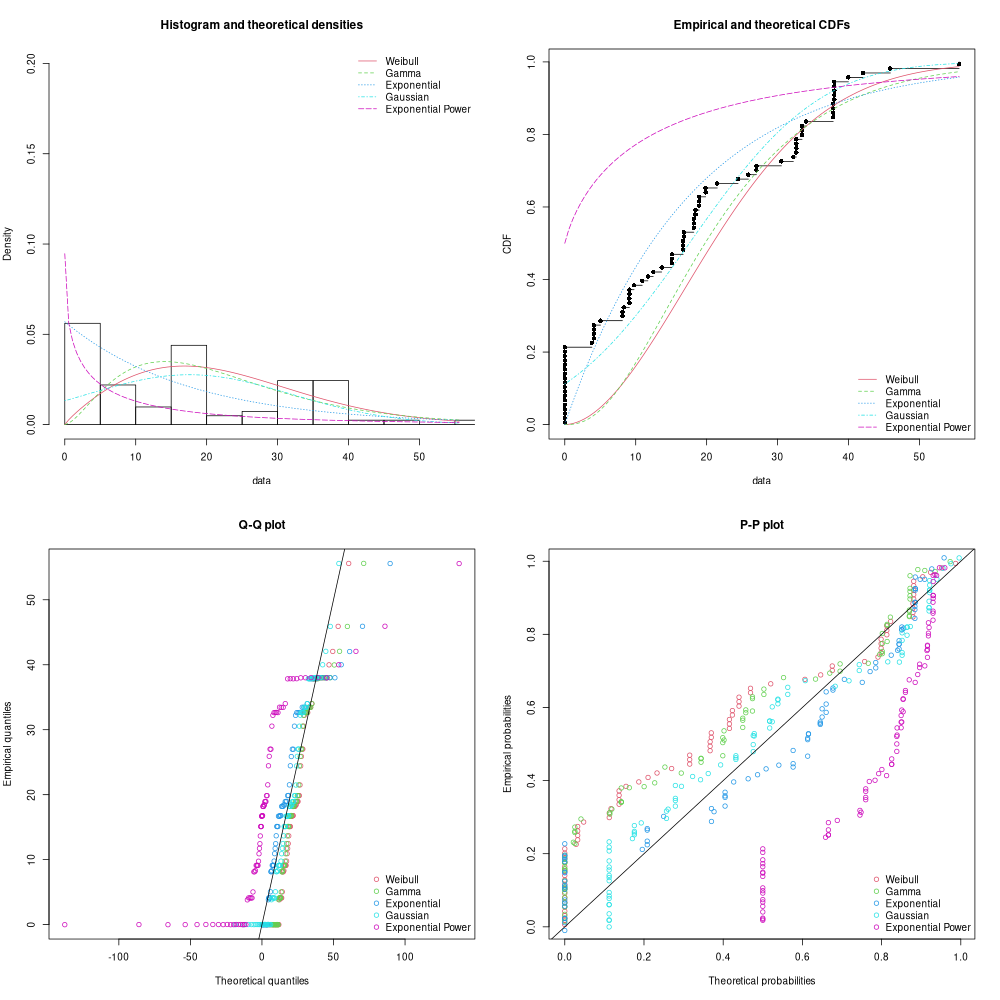 Histogram and theoretical densities
Density
0.00
0.05
0.10
0.15
0.20
Weibull
Gamma
Exponential
Gaussian
Exponential Power
0 10 20 30 40 50
data
Empirical and theoretical CDFs
CDF
0.0
0.2
0.4
0.6
0.8
1.0
Weibull
Gamma
Exponential
Gaussian
Exponential Power
0 10 20 30 40 50
data
Q-Q plot
Empirical quantiles
0
10
20
30
40
50
Weibull
Gamma
Exponential
Gaussian
Exponential Power
-100 -50 0 50 100
Theoretical quantiles
P-P plot
Empirical probabilities
0.0
0.2
0.4
0.6
0.8
1.0
Weibull
Gamma
Exponential
Gaussian
Exponential Power
0.0 0.2 0.4 0.6 0.8 1.0
Theoretical probabilities